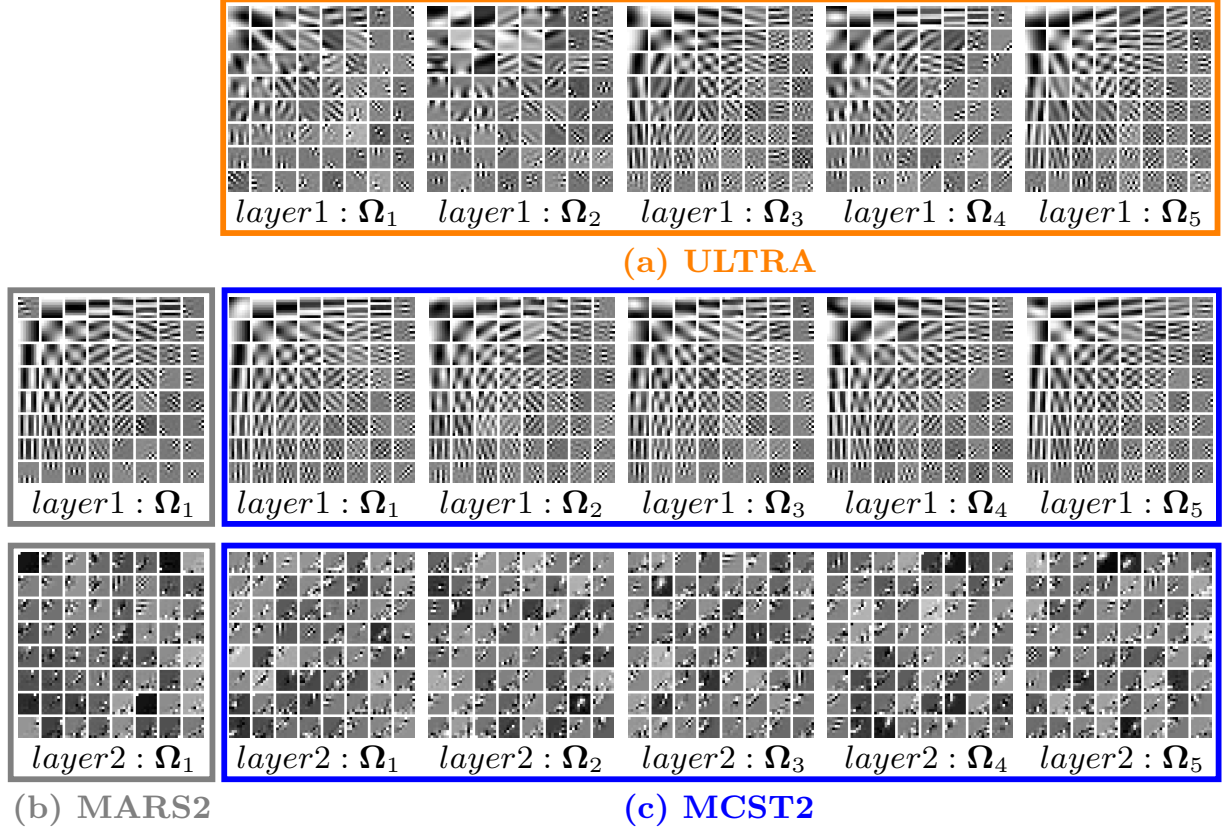 layer1 : Ω₁ layer1 : Ω₂ layer1 : Ω₃ layer1 : Ω₄ layer1 : Ω₅
(a) ULTRA
layer1 : Ω₁ layer1 : Ω₁ layer1 : Ω₂ layer1 : Ω₃ layer1 : Ω₄ layer1 : Ω₅
layer2 : Ω₁ layer2 : Ω₁ layer2 : Ω₂ layer2 : Ω₃ layer2 : Ω₄ layer2 : Ω₅
(b) MARS2 (c) MCST2